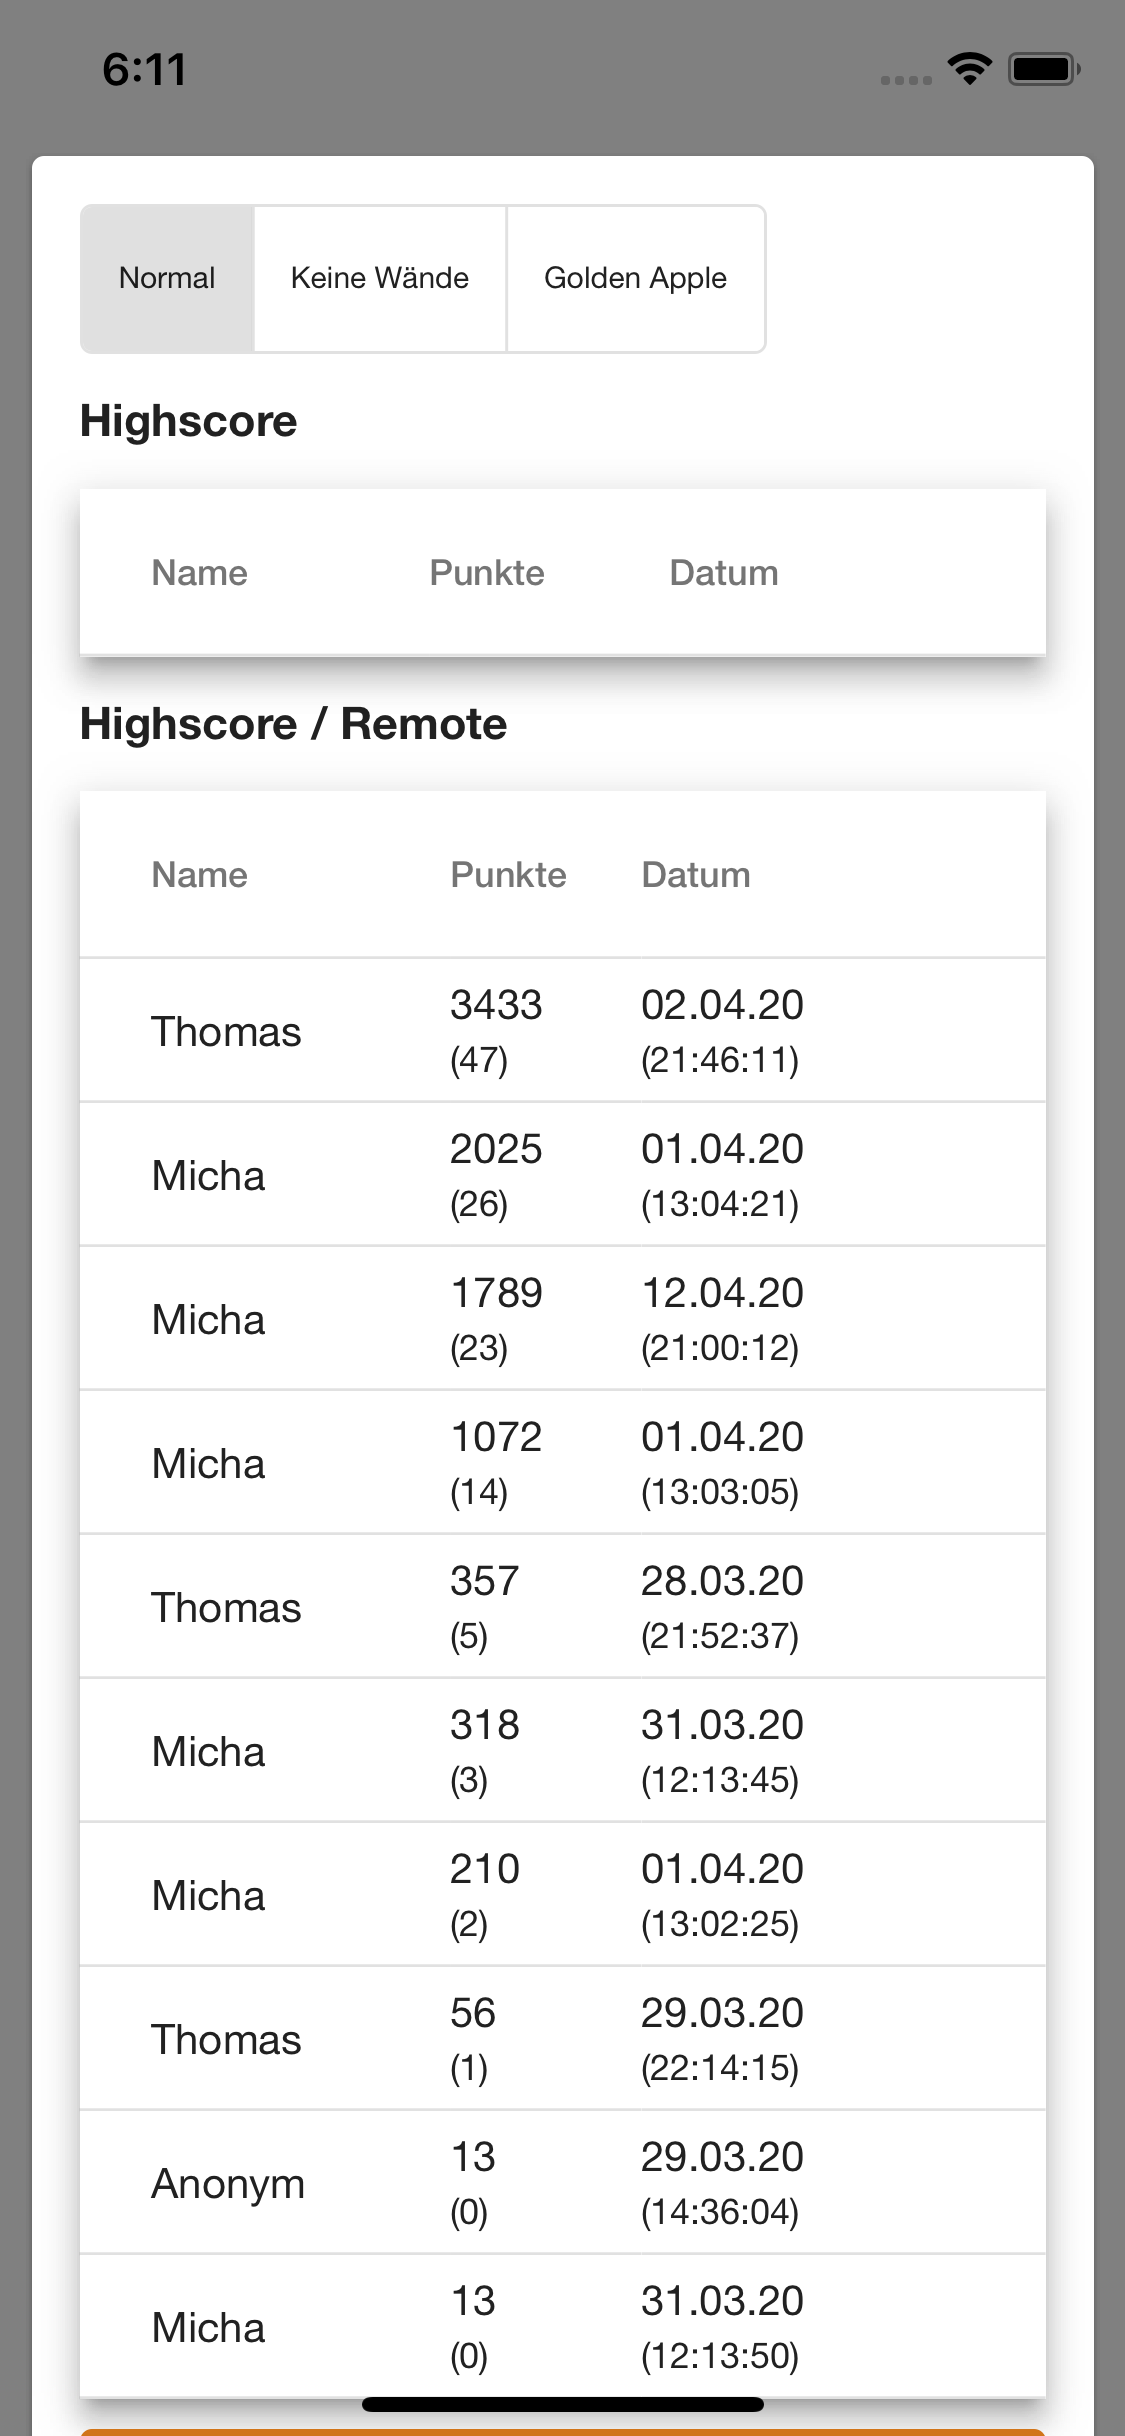 6:11
Normal Keine Wände Golden Apple
Highscore
Name Punkte Datum
Highscore / Remote
Name Punkte Datum
Thomas 3433 02.04.20
(47) (21:46:11)
Micha 2025 01.04.20
(26) (13:04:21)
Micha 1789 12.04.20
(23) (21:00:12)
Micha 1072 01.04.20
(14) (13:03:05)
Thomas 357 28.03.20
(5) (21:52:37)
Micha 318 31.03.20
(3) (12:13:45)
Micha 210 01.04.20
(2) (13:02:25)
Thomas 56 29.03.20
(1) (22:14:15)
Anonym 13 29.03.20
(0) (14:36:04)
Micha 13 31.03.20
(0) (12:13:50)